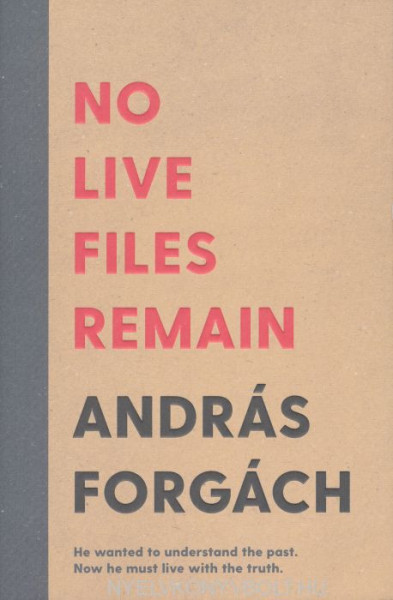 NO
LIVE
FILES
REMAIN
ANDRÁS
FORGÁCH
He wanted to understand the past.
Now he must live with the truth.